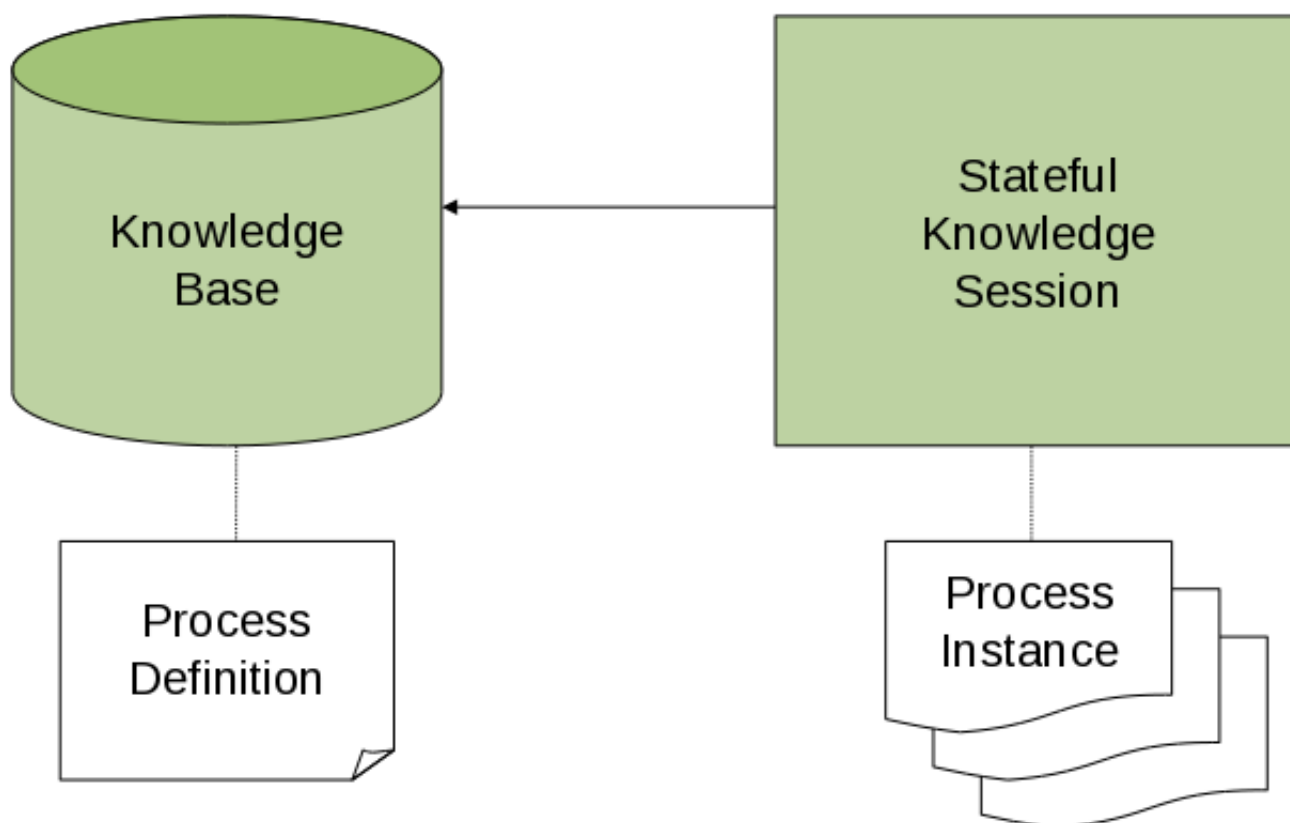 Knowledge
Base
Stateful
Knowledge
Session
Process
Definition
Process
Instance